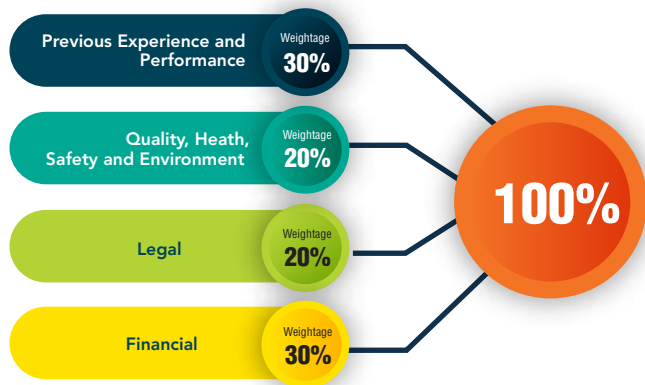 Previous Experience and
Performance
Weightage
30%
Quality, Heath,
Safety and Environment
Weightage
20%
Legal
Weightage
20%
Financial
Weightage
30%
100%